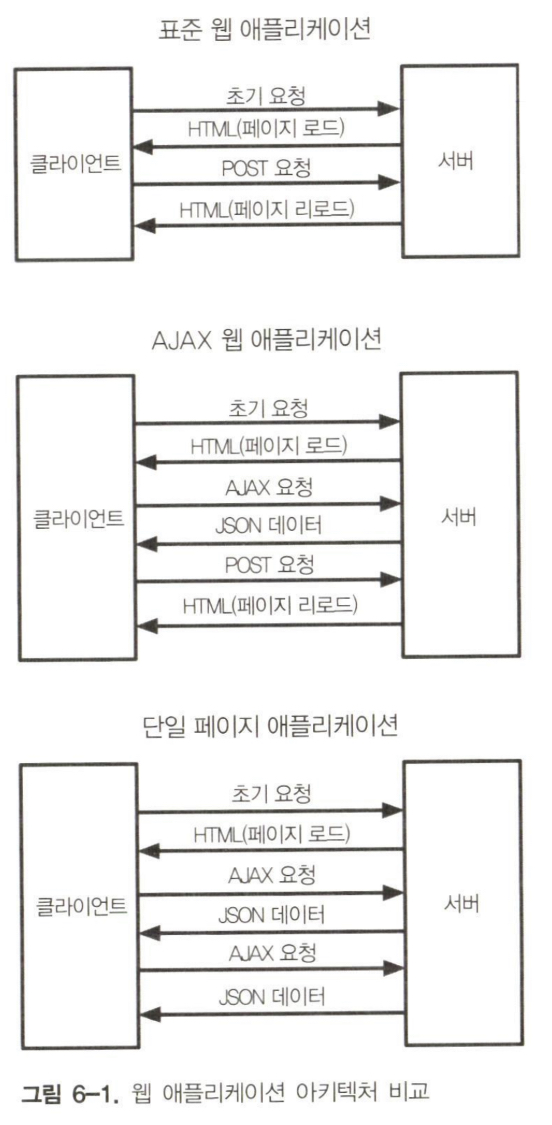 표준 웹 애플리케이션
클라이언트
초기 요청
HTML(페이지 로드)
POST 요청
HTML(페이지 리로드)
서버
AJAX 웹 애플리케이션
클라이언트
초기 요청
HTML(페이지 로드)
AJAX 요청
JSON 데이터
POST 요청
HTML(페이지 리로드)
서버
단일 페이지 애플리케이션
클라이언트
초기 요청
HTML(페이지 로드)
AJAX 요청
JSON 데이터
AJAX 요청
JSON 데이터
서버
그림 6-1. 웹 애플리케이션 아키텍처 비교